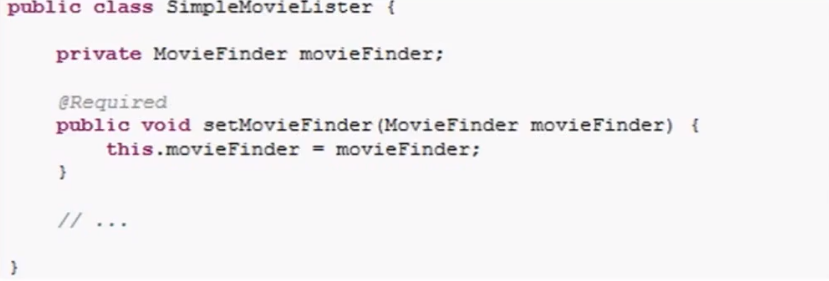 public class SimpleMovieLister {
private MovieFinder movieFinder;
@Required
public void setMovieFinder(MovieFinder movieFinder) {
this.movieFinder = movieFinder;
}
// ...
}